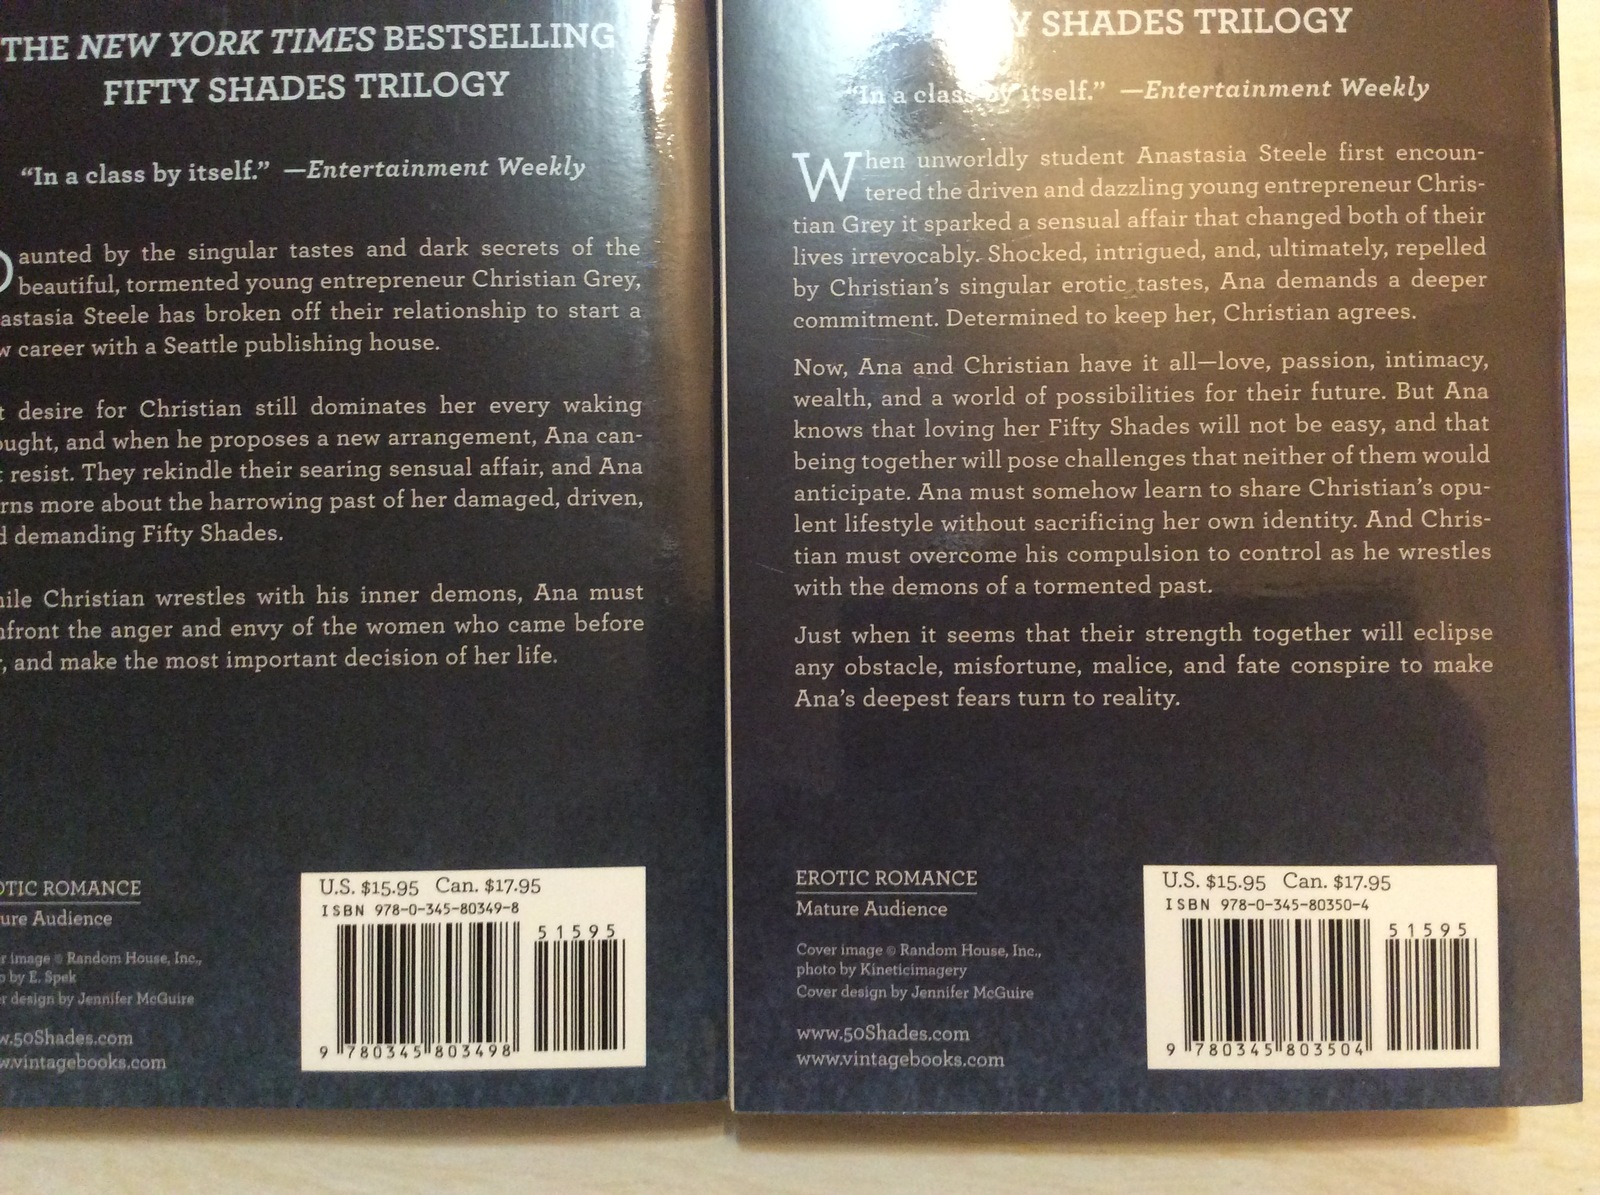 THE NEW YORK TIMES BESTSELLING
FIFTY SHADES TRILOGY
“In a class by itself.” —Entertainment Weekly
aunted by the singular tastes and dark secrets of the
beautiful, tormented young entrepreneur Christian Grey,
astasia Steele has broken off their relationship to start a
w career with a Seattle publishing house.
t desire for Christian still dominates her every waking
ought, and when he proposes a new arrangement, Ana can-
t resist. They rekindle their searing sensual affair, and Ana
rns more about the harrowing past of her damaged, driven,
d demanding Fifty Shades.
hile Christian wrestles with his inner demons, Ana must
nfront the anger and envy of the women who came before
r, and make the most important decision of her life.
OTIC ROMANCE
ure Audience
r image © Random House, Inc.,
o by E. Spek
r design by Jennifer McGuire
w.50Shades.com
w.vintagebooks.com
U.S. $15.95 Can. $17.95
ISBN 978-0-345-80349-8
51595
9 780345 803498
Y SHADES TRILOGY
“In a class by itself.” —Entertainment Weekly
When unworldly student Anastasia Steele first encoun-
tered the driven and dazzling young entrepreneur Chris-
tian Grey it sparked a sensual affair that changed both of their
lives irrevocably. Shocked, intrigued, and, ultimately, repelled
by Christian’s singular erotic tastes, Ana demands a deeper
commitment. Determined to keep her, Christian agrees.
Now, Ana and Christian have it all—love, passion, intimacy,
wealth, and a world of possibilities for their future. But Ana
knows that loving her Fifty Shades will not be easy, and that
being together will pose challenges that neither of them would
anticipate. Ana must somehow learn to share Christian’s opu-
lent lifestyle without sacrificing her own identity. And Chris-
tian must overcome his compulsion to control as he wrestles
with the demons of a tormented past.
Just when it seems that their strength together will eclipse
any obstacle, misfortune, malice, and fate conspire to make
Ana’s deepest fears turn to reality.
EROTIC ROMANCE
Mature Audience
Cover image © Random House, Inc.,
photo by Kineticimagery
Cover design by Jennifer McGuire
www.50Shades.com
www.vintagebooks.com
U.S. $15.95 Can. $17.95
ISBN 978-0-345-80350-4
51595
9 780345 803504